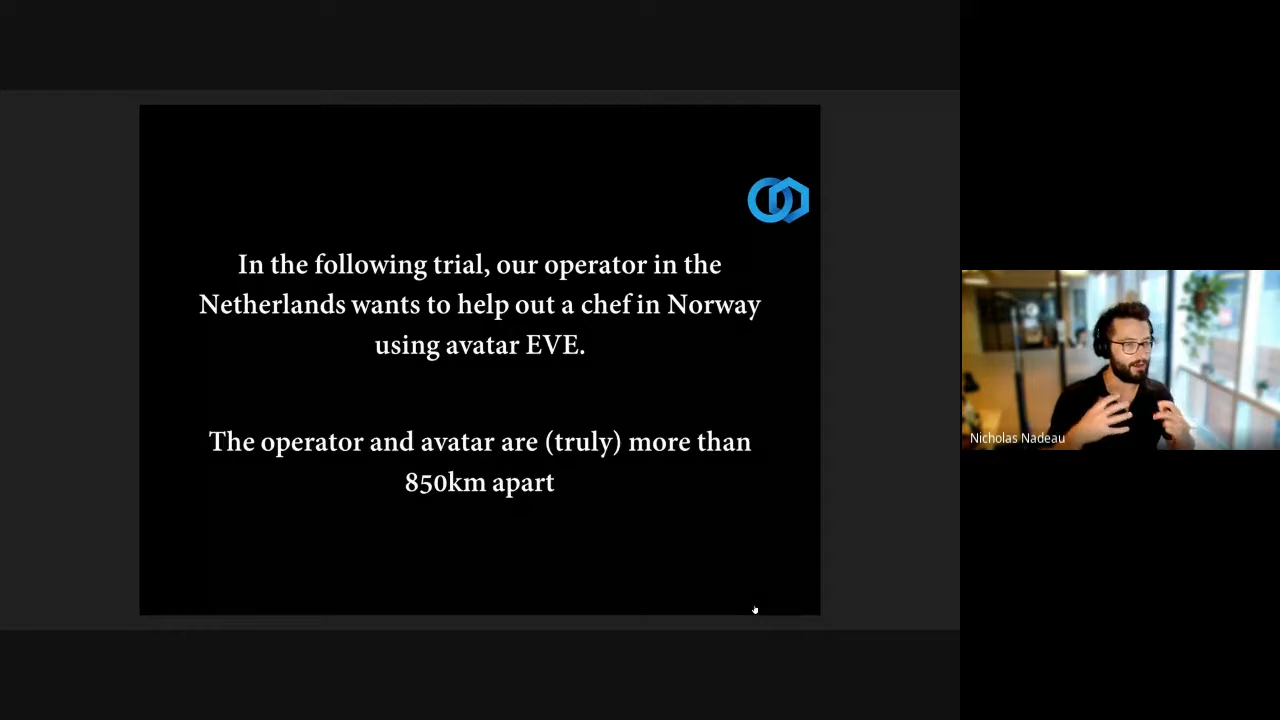 In the following trial, our operator in the
Netherlands wants to help out a chef in Norway
using avatar EVE.
The operator and avatar are (truly) more than
850km apart
Nicholas Nadeau